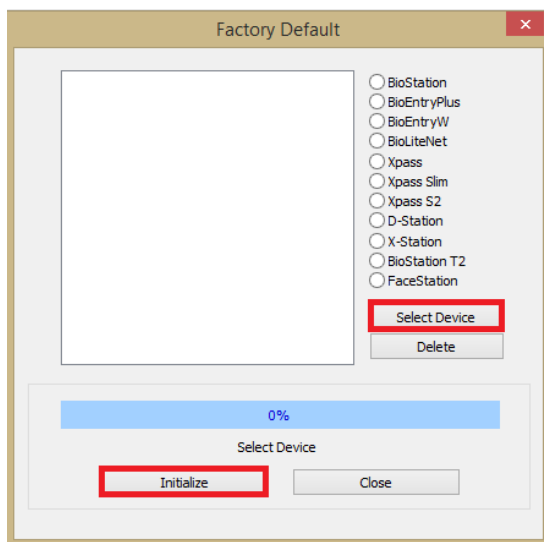 Factory Default
BioStation
BioEntryPlus
BioEntryW
BioLiteNet
Xpass
Xpass Slim
Xpass S2
D-Station
X-Station
BioStation T2
FaceStation
Select Device
Delete
0%
Select Device
Initialize
Close